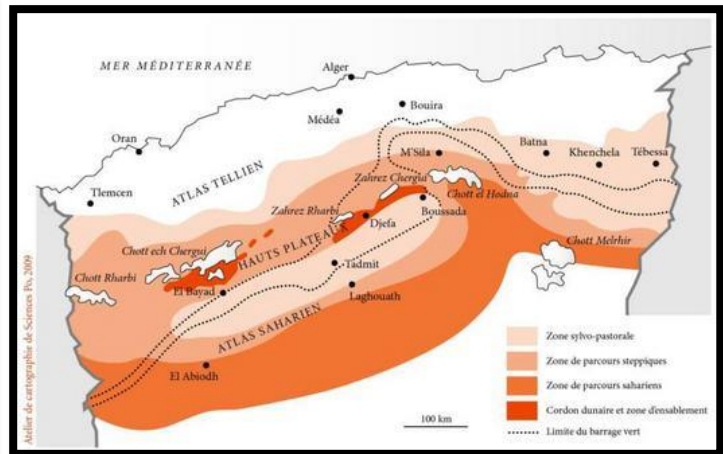 MER MÉDITERRANÉE
Alger
Bouira
Médéa
Oran
Batna
M'Sila
Khenchela
Tébessa
ATLAS TELLIEN
Zahrez Chergia
Chott el Hodna
Tlemcen
Boussada
Zahrez Rharbi
Djefa
HAUTS PLATEAUX
Chott ech Chergui
Chott Melrhir
Tadmit
Chott Rharbi
El Bayad
Laghouath
ATLAS SAHARIEN
El Abiodh
100 km
Zone sylvo-pastorale
Zone de parcours steppiques
Zone de parcours sahariens
Cordon dunaire et zone d'ensablement
Limite du barrage vert
Atelier de cartographie de Sciences Po, 2009